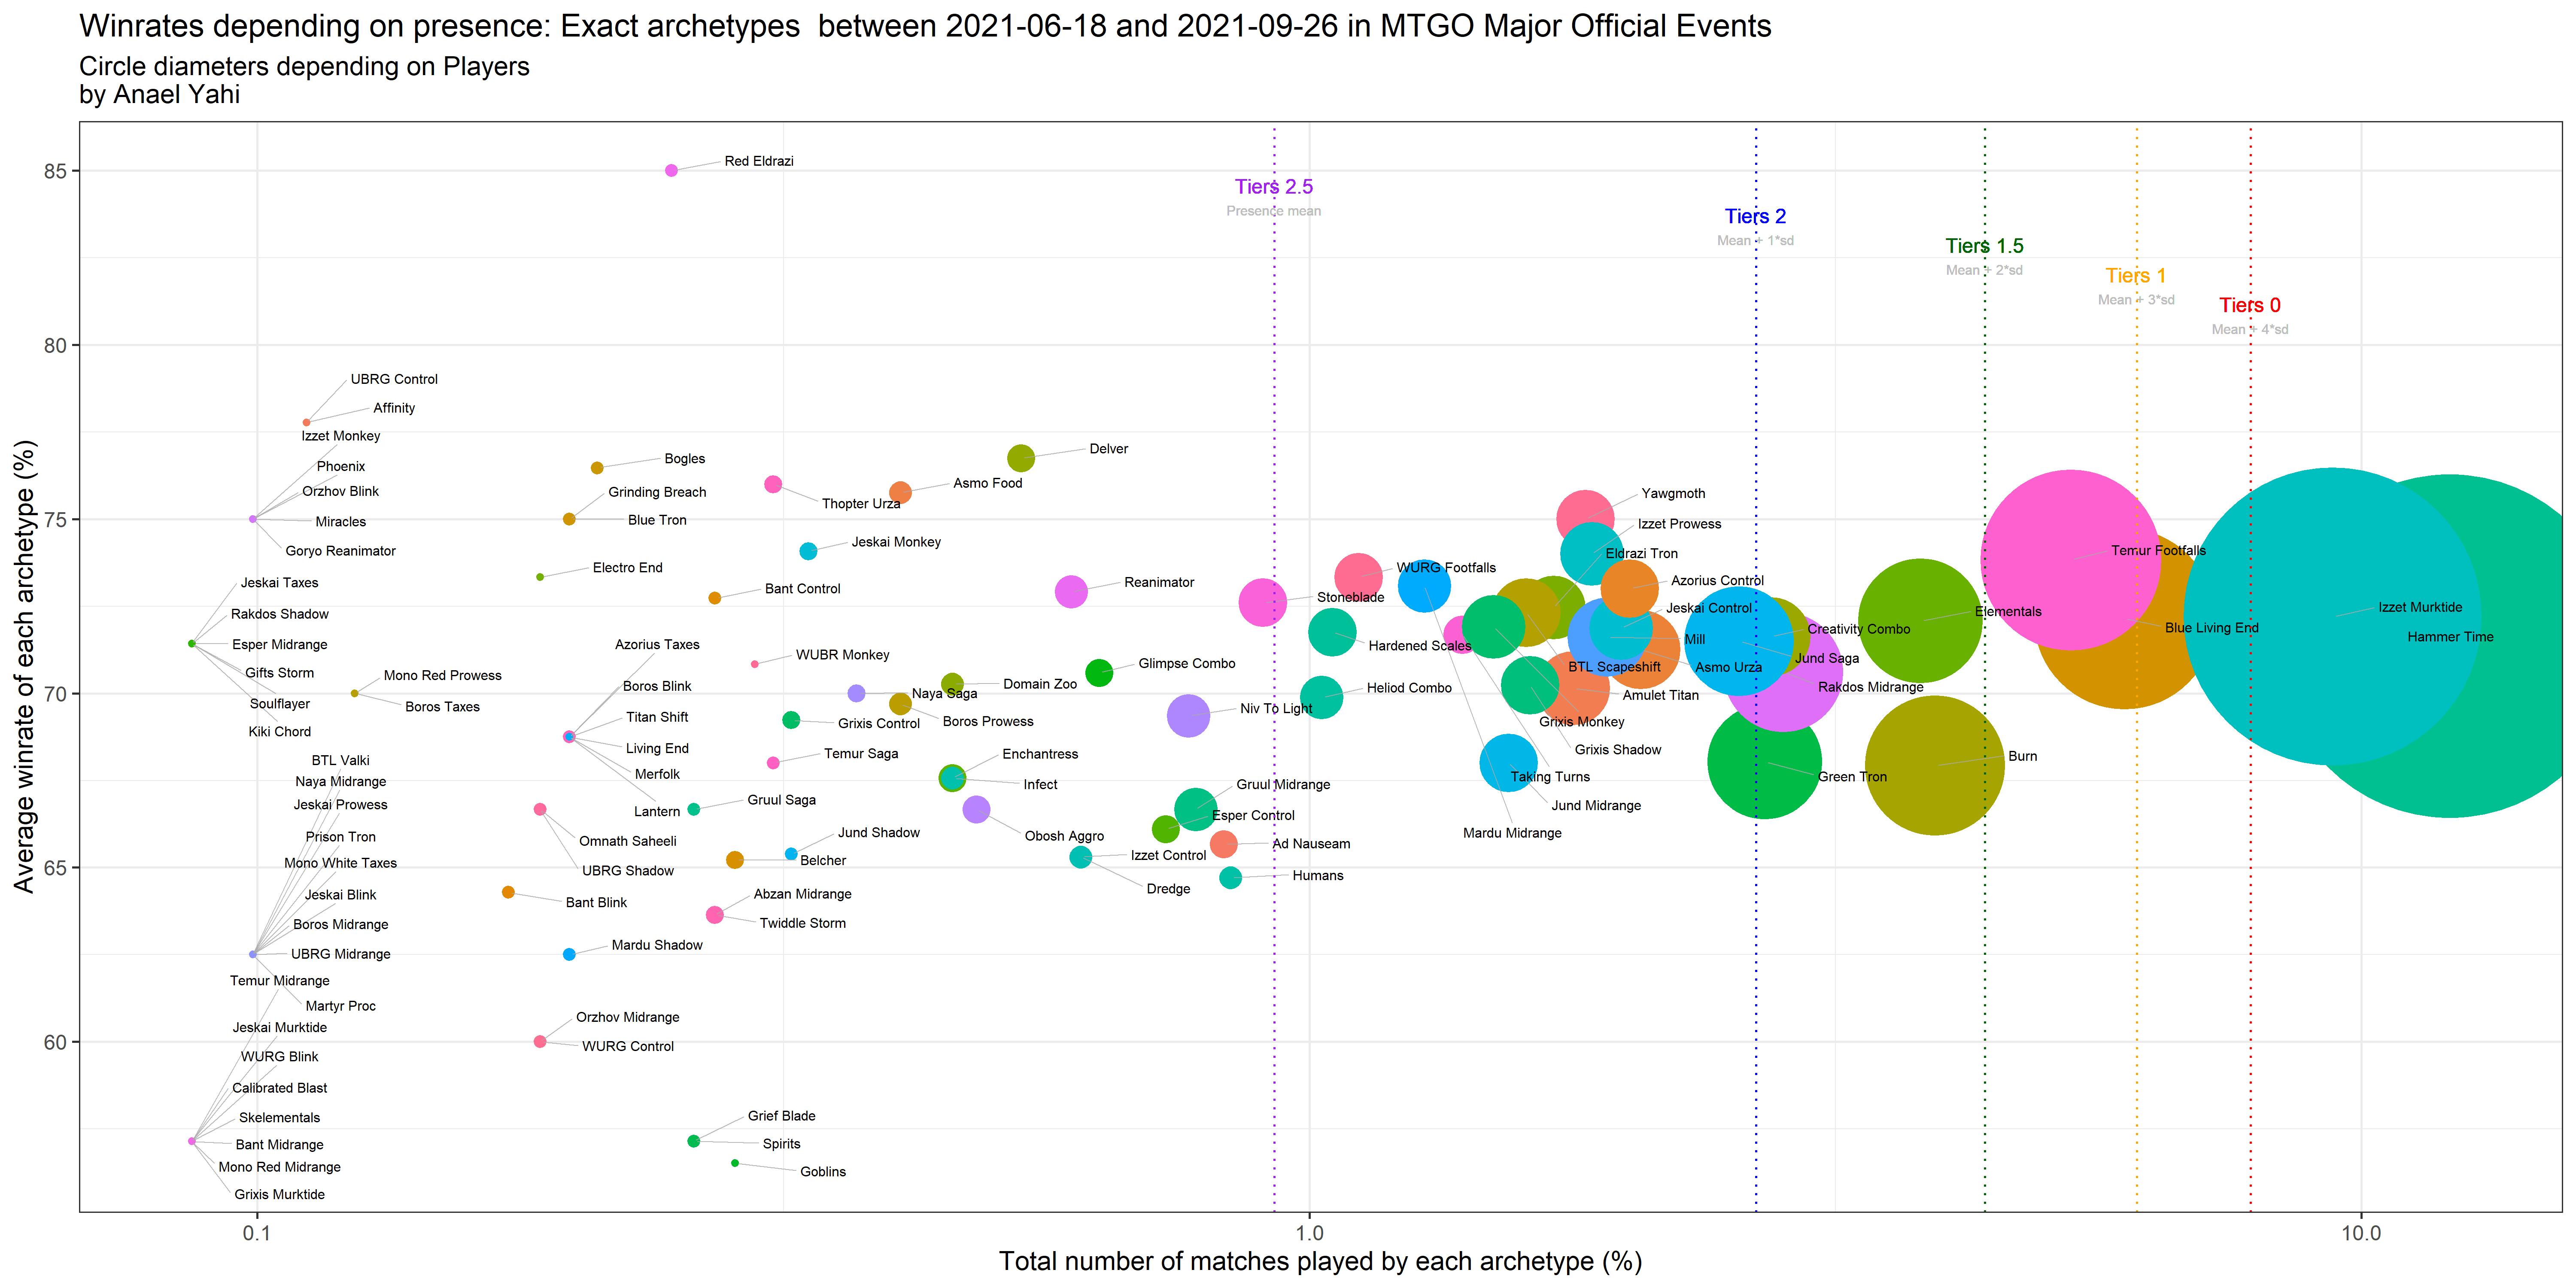 Winrates depending on presence: Exact archetypes  between 2021-06-18 and 2021-09-26 in MTGO Major Official Events
Circle diameters depending on Players
by Anael Yahi
Average winrate of each archetype (%)
85
80
75
70
65
60
Tiers 2.5
Presence mean
Tiers 2
Mean + 1*sd
Tiers 1.5
Mean + 2*sd
Tiers 1
Mean + 3*sd
Tiers 0
Mean + 4*sd
Red Eldrazi
UBRG Control
Affinity
Izzet Monkey
Phoenix
Orzhov Blink
Miracles
Goryo Reanimator
Jeskai Taxes
Rakdos Shadow
Esper Midrange
Gifts Storm
Soulflayer
Kiki Chord
Mono Red Prowess
Boros Taxes
BTL Valki
Naya Midrange
Jeskai Prowess
Prison Tron
Mono White Taxes
Jeskai Blink
Boros Midrange
UBRG Midrange
Temur Midrange
Martyr Proc
Jeskai Murktide
WURG Blink
Calibrated Blast
Skelementals
Bant Midrange
Mono Red Midrange
Grixis Murktide
Bogles
Grinding Breach
Blue Tron
Electro End
Azorius Taxes
Boros Blink
Titan Shift
Living End
Merfolk
Lantern
Omnath Saheeli
UBRG Shadow
Bant Blink
Mardu Shadow
Orzhov Midrange
WURG Control
Grief Blade
Spirits
Goblins
Thopter Urza
Asmo Food
Delver
Jeskai Monkey
Bant Control
WUBR Monkey
Naya Saga
Domain Zoo
Boros Prowess
Grixis Control
Temur Saga
Gruul Saga
Jund Shadow
Belcher
Abzan Midrange
Twiddle Storm
Reanimator
Glimpse Combo
Enchantress
Infect
Obosh Aggro
Izzet Control
Dredge
Niv To Light
Gruul Midrange
Esper Control
Ad Nauseam
Humans
Stoneblade
WURG Footfalls
Hardened Scales
Heliod Combo
Yawgmoth
Izzet Prowess
Eldrazi Tron
Azorius Control
Jeskai Control
Mill
BTL Scapeshift
Asmo Urza
Amulet Titan
Grixis Monkey
Grixis Shadow
Taking Turns
Jund Midrange
Mardu Midrange
Creativity Combo
Jund Saga
Rakdos Midrange
Green Tron
Elementals
Burn
Temur Footfalls
Blue Living End
Izzet Murktide
Hammer Time
0.1
1.0
10.0
Total number of matches played by each archetype (%)